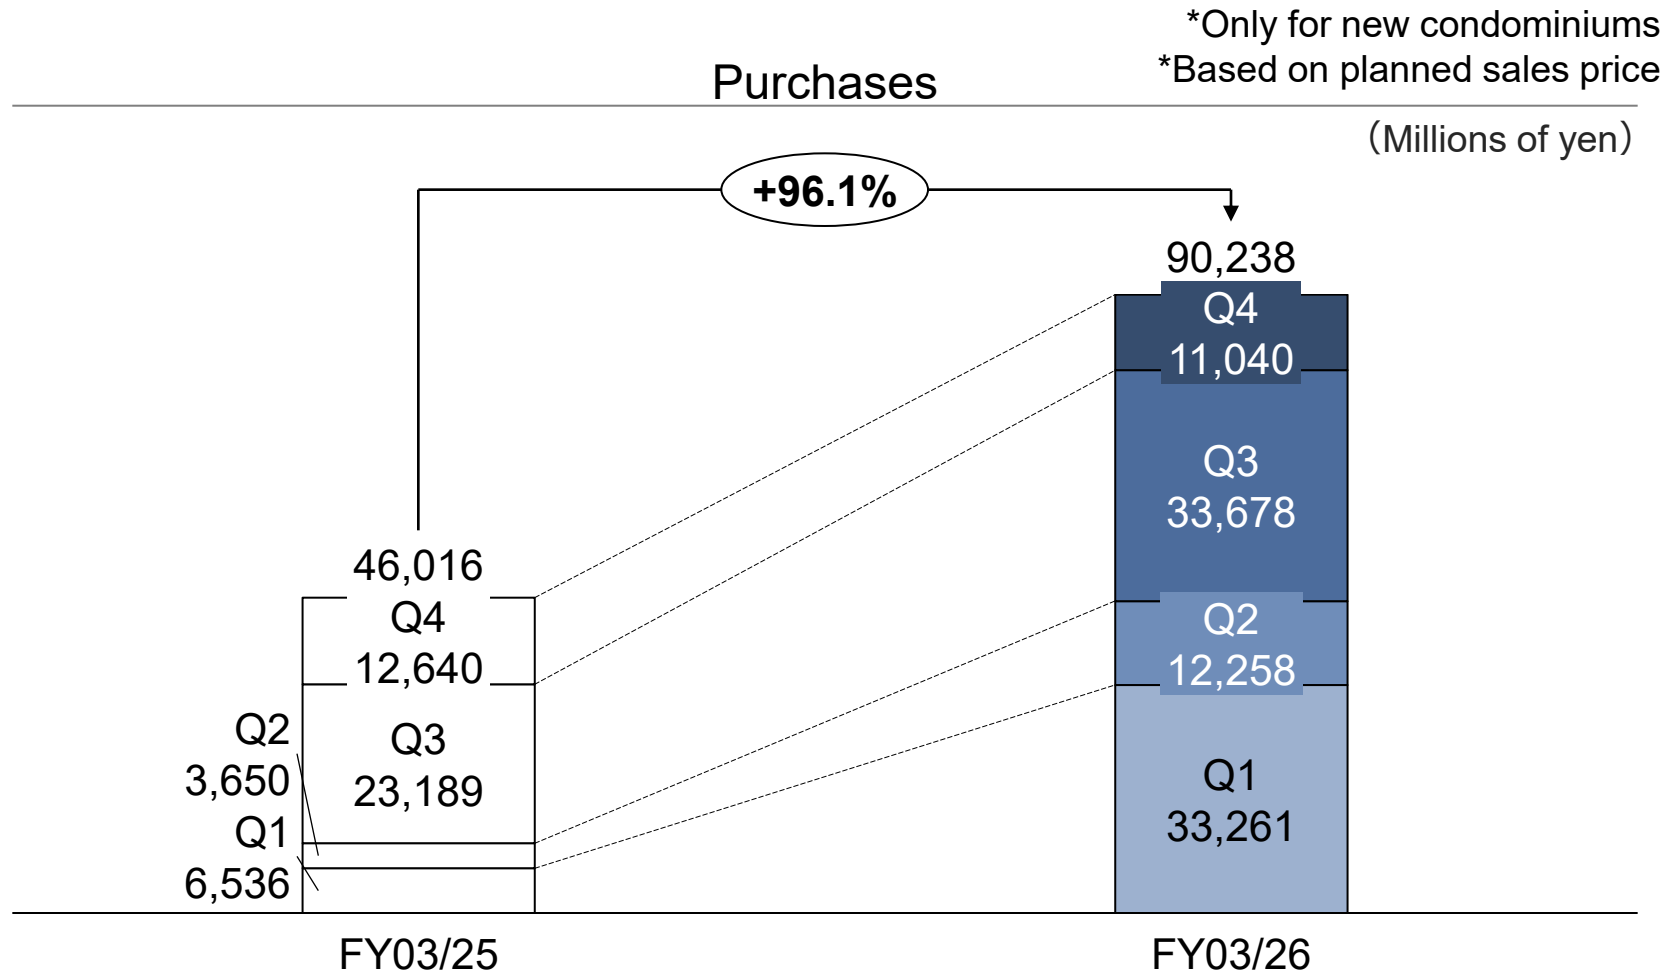 *Only for new condominiums
*Based on planned sales price
Purchases
（Millions of yen）
+96.1%
46,016
Q4
12,640
Q3
23,189
Q2
3,650
Q1
6,536
90,238
Q4
11,040
Q3
33,678
Q2
12,258
Q1
33,261
FY03/25
FY03/26